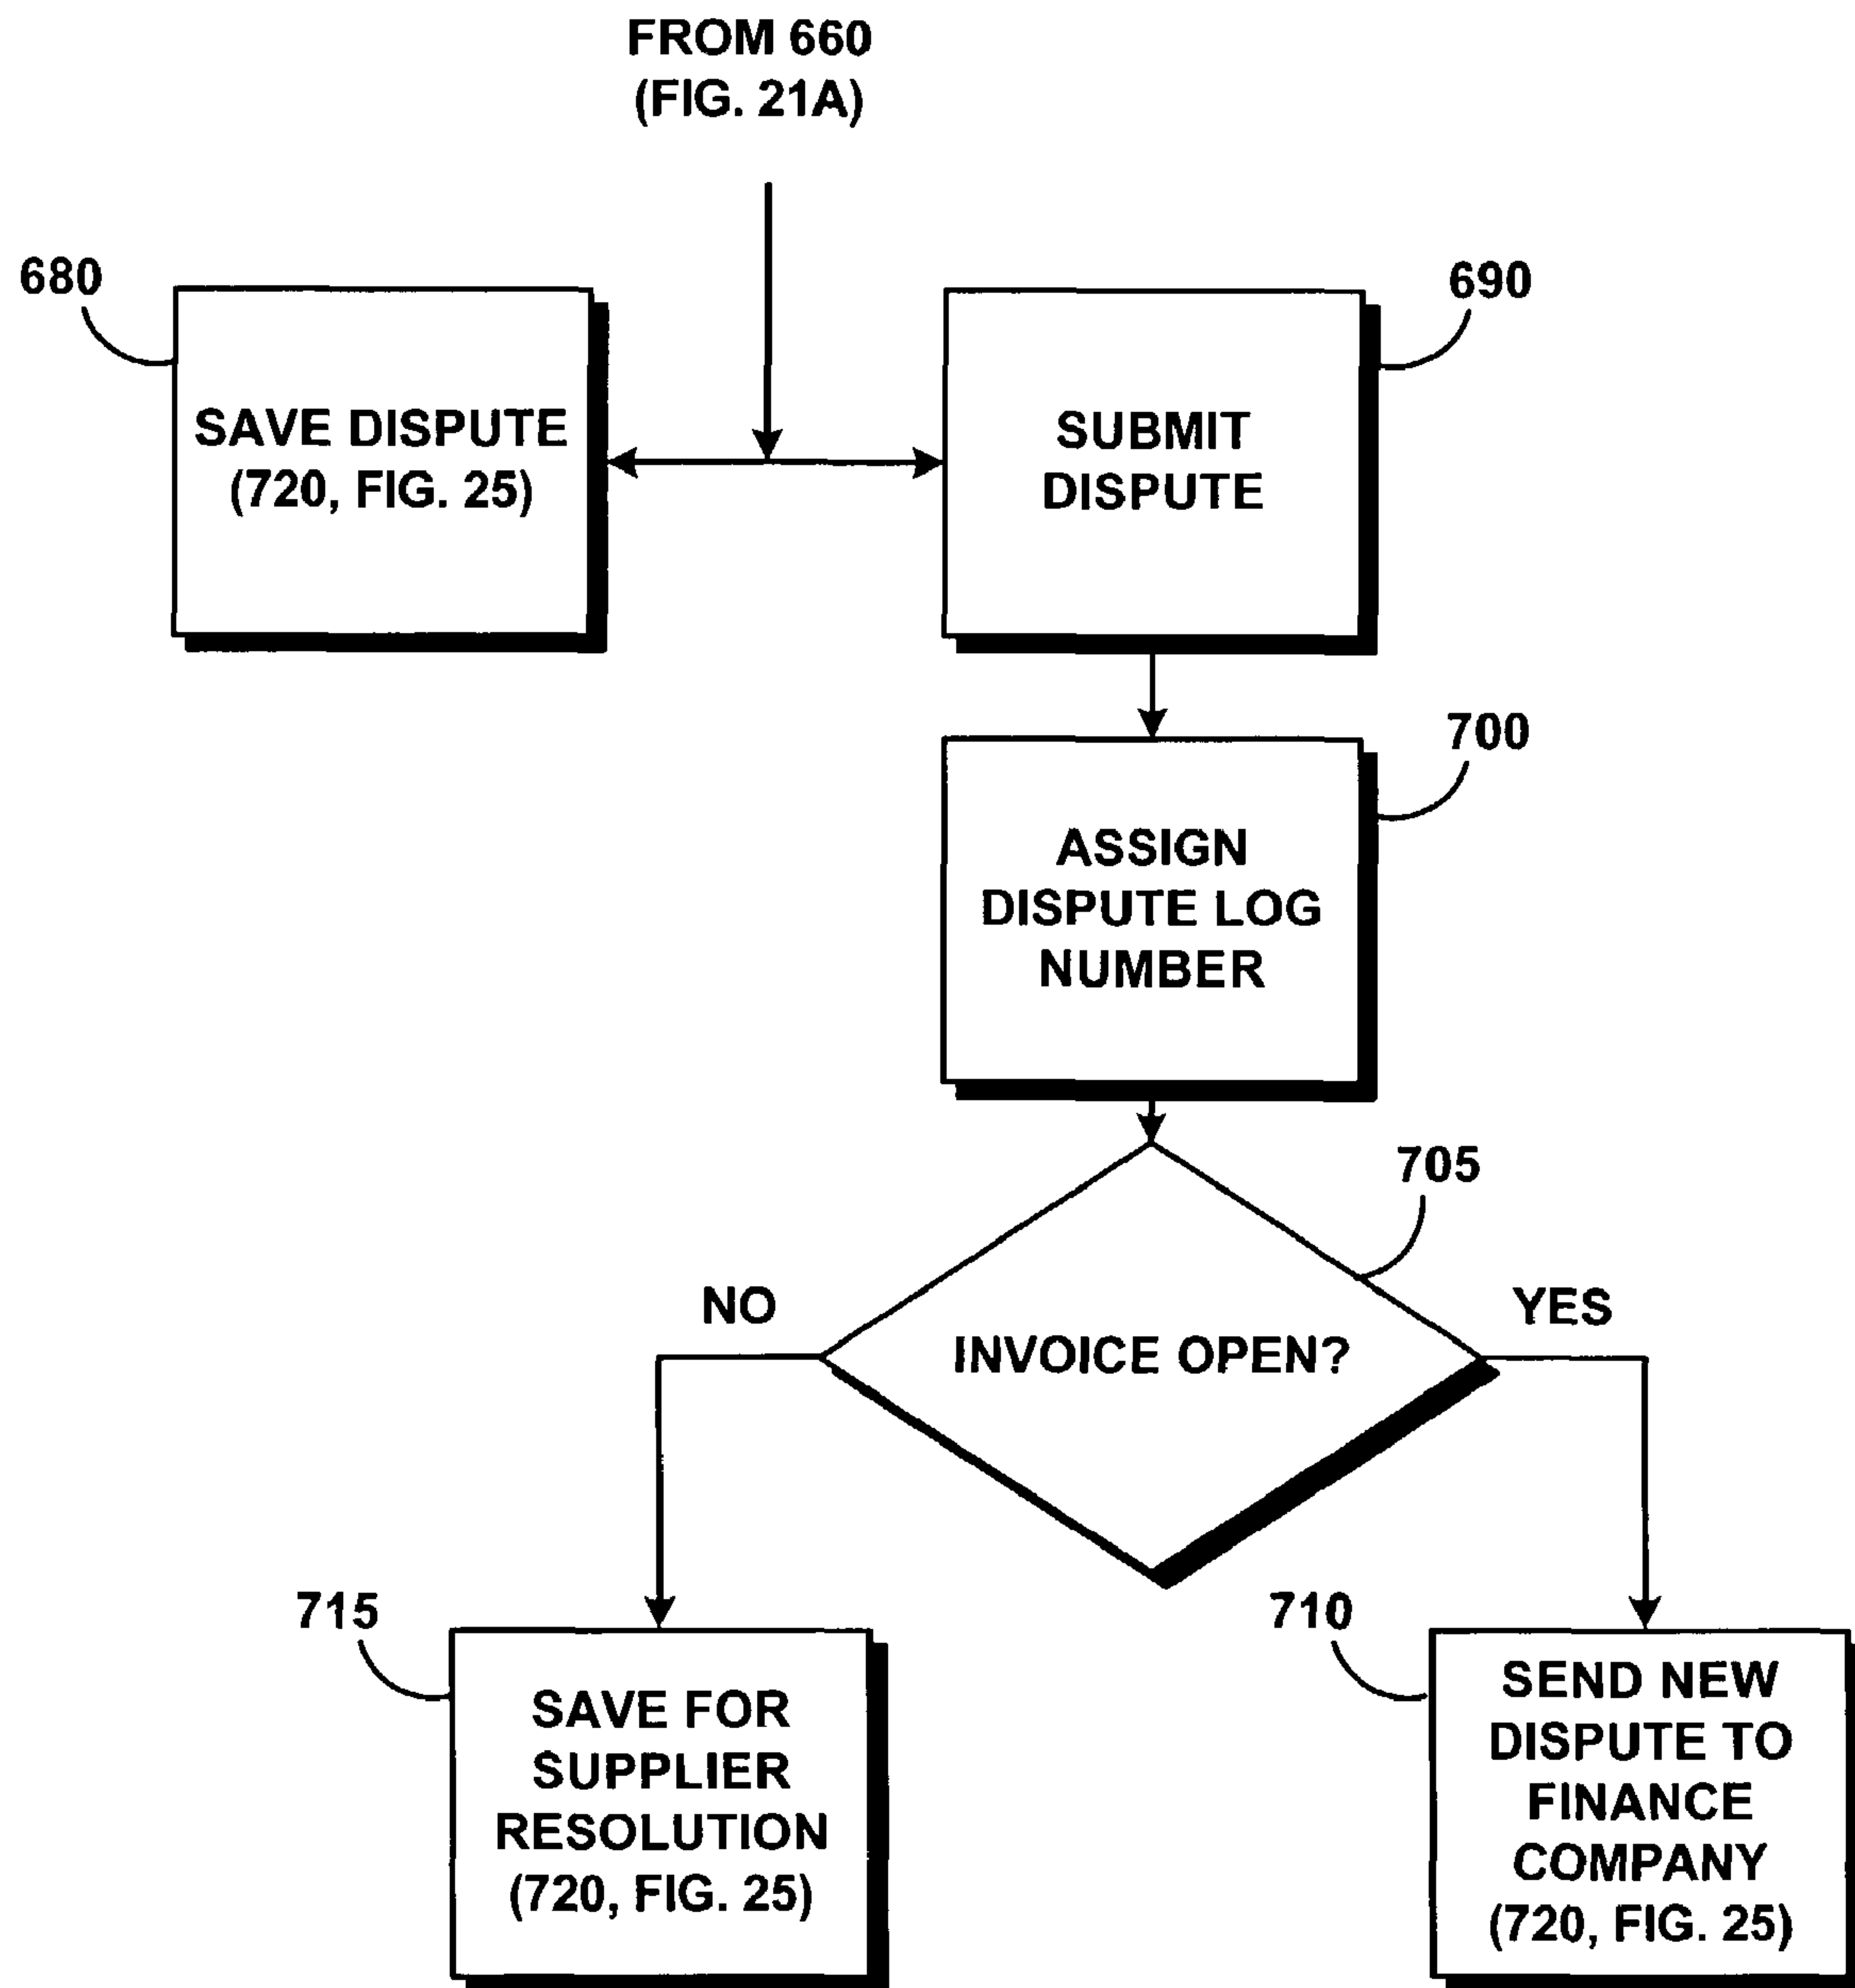 FROM 660
(FIG. 21A)
680
690
SAVE DISPUTE
(720, FIG. 25)
SUBMIT
DISPUTE
700
ASSIGN
DISPUTE LOG
NUMBER
705
NO
YES
INVOICE OPEN?
715
710
SAVE FOR
SUPPLIER
RESOLUTION
(720, FIG. 25)
SEND NEW
DISPUTE TO
FINANCE
COMPANY
(720, FIG. 25)